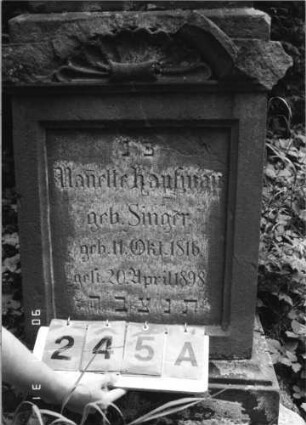 פ נ
Nanette Kaufman
geb. Singer
geb. 11. Okt. 1816
gest. 20. April 1898
ת נ צ ב ה
245A